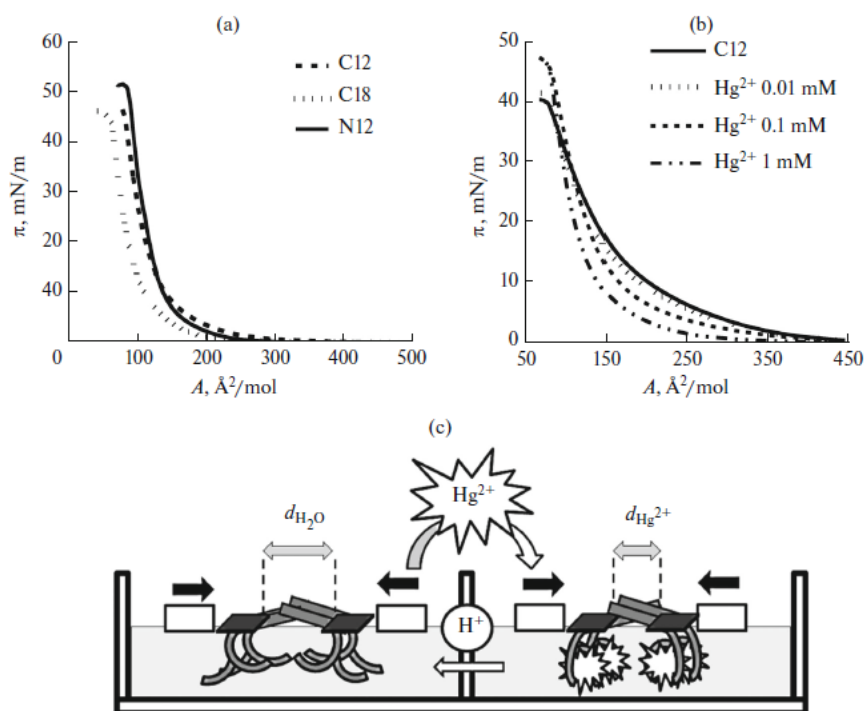 (a)
60
50
40
30
20
40
π, mN/m
C12
C18
N12
0
100
200
300
400
500
A, Å²/mol
(b)
50
40
30
20
10
0
π, mN/m
C12
Hg²⁺ 0.01 mM
Hg²⁺ 0.1 mM
Hg²⁺ 1 mM
50
150
250
350
450
A, Å²/mol
(c)
Hg²⁺
d_H₂O
d_Hg²⁺
H⁺